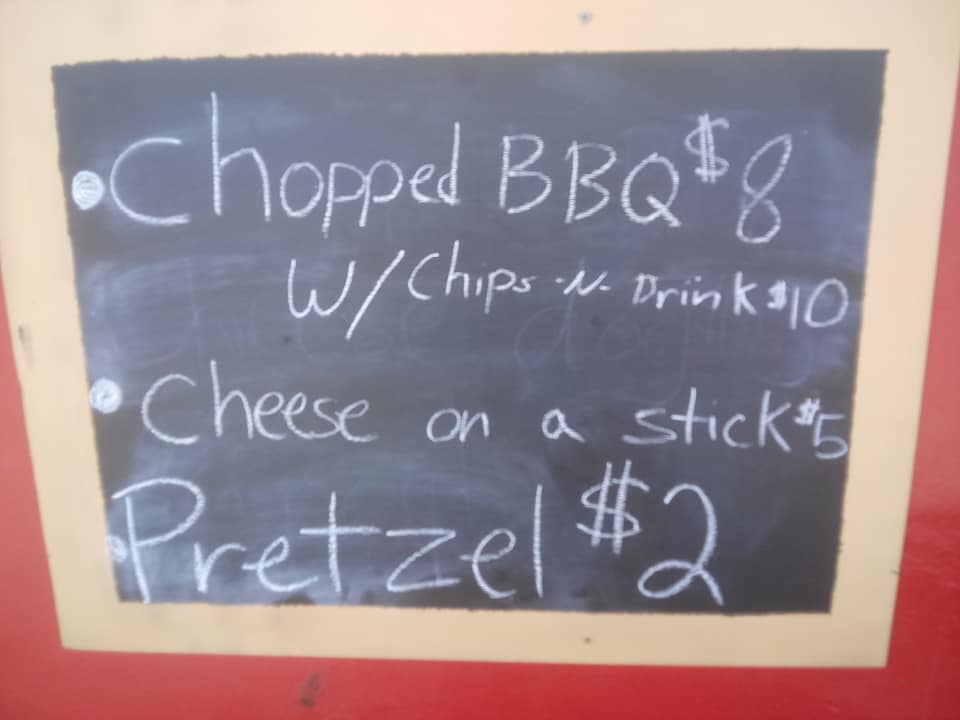 • Chopped BBQ $8
W/ Chips -N- Drink $10
• Cheese on a stick $5
• Pretzel $2